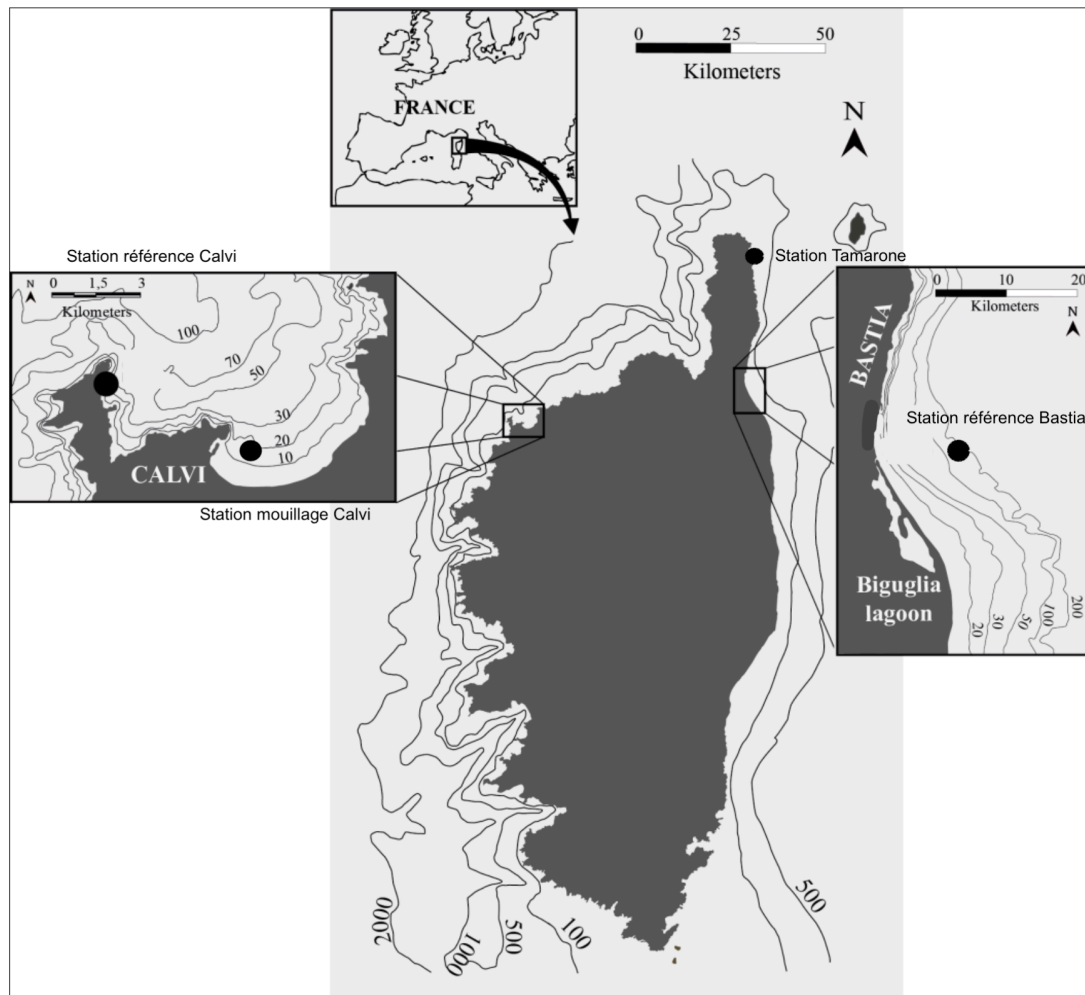 0 25 50
Kilometers
FRANCE
N
Station référence Calvi
Station Tamarone
N
0 1,5 3
Kilometers
100
70
50
30
20
10
CALVI
Station mouillage Calvi
0 10 20
Kilometers
N
BASTIA
Station référence Bastia
Biguglia
lagoon
20
30
50
100
200
2000
1000
500
100
500